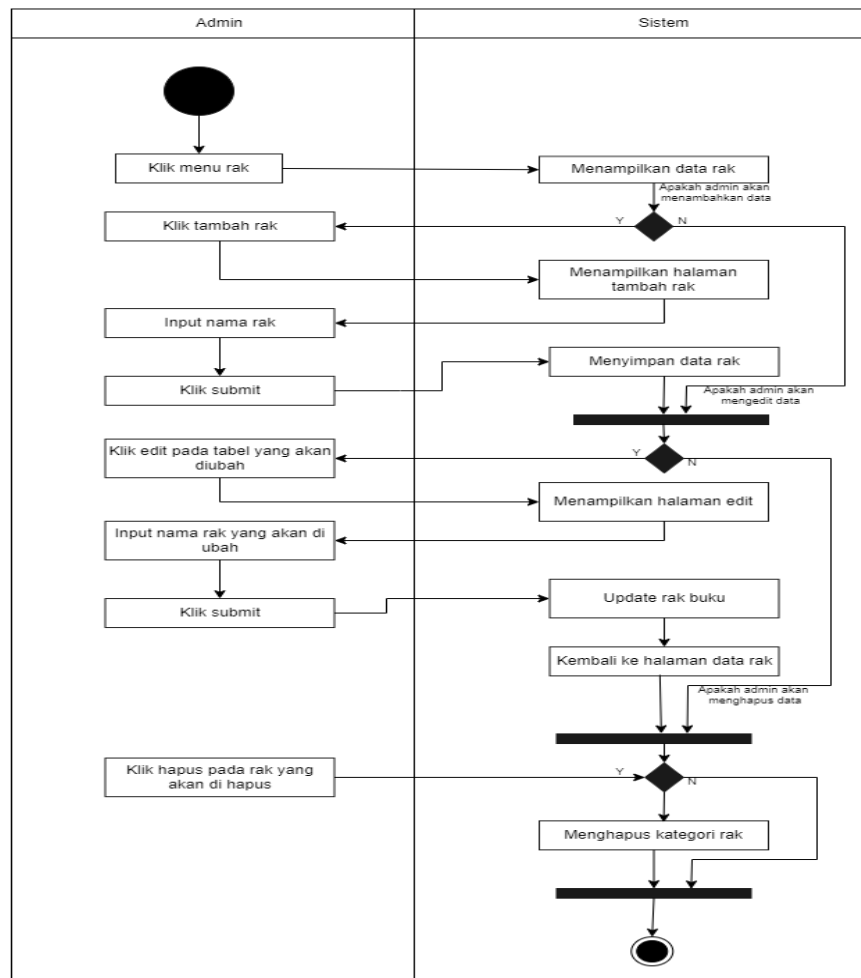 Admin
Sistem
Klik menu rak
Menampilkan data rak
Apakah admin akan
menambahkan data
Klik tambah rak
Y
N
Menampilkan halaman
tambah rak
Input nama rak
Menyimpan data rak
Klik submit
Apakah admin akan
mengedit data
Klik edit pada tabel yang akan
diubah
Y
N
Menampilkan halaman edit
Input nama rak yang akan di
ubah
Klik submit
Update rak buku
Kembali ke halaman data rak
Apakah admin akan
menghapus data
Klik hapus pada rak yang
akan di hapus
Y
N
Menghapus kategori rak